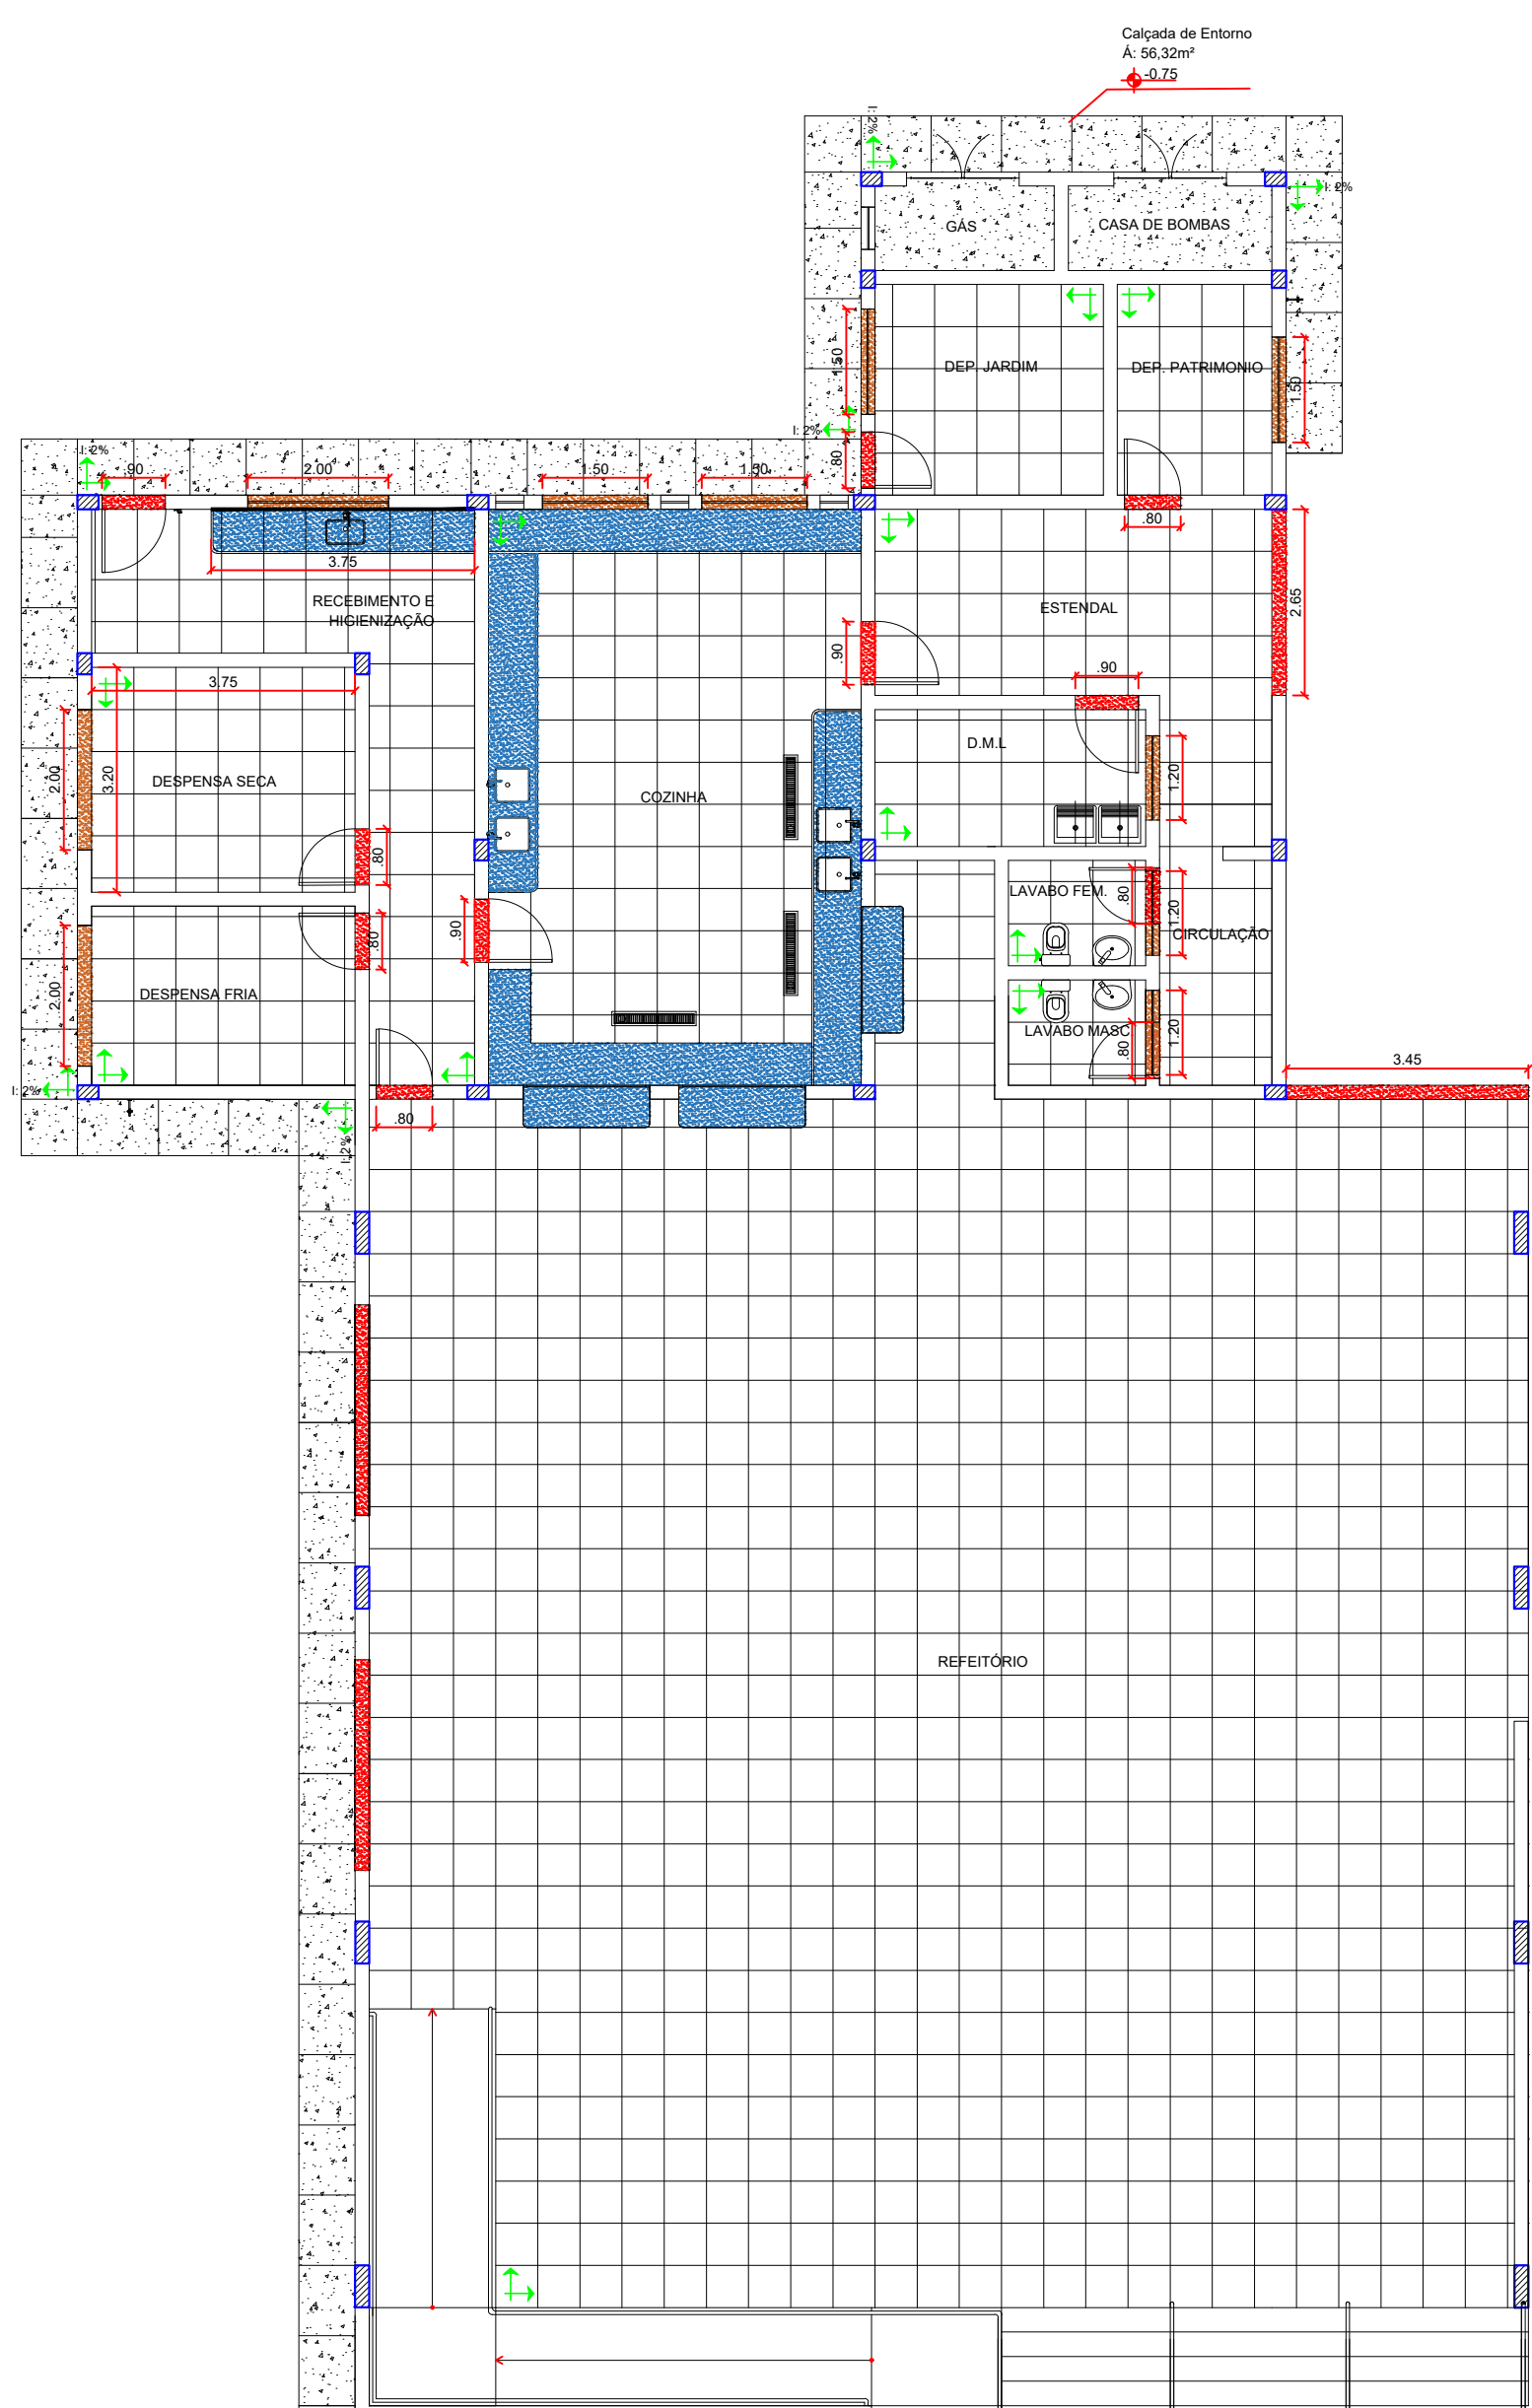 Calçada de Entorno
Á: 56,32m²
-0.75
I: 2%
I: 2%
GÁS
CASA DE BOMBAS
1.50
DEP. JARDIM
DEP. PATRIMONIO
1.50
I: 2%
.80
I: 2%
.90
2.00
1.50
1.50
.80
3.75
RECEBIMENTO E
HIGIENIZAÇÃO
ESTENDAL
2.65
.90
.90
3.75
D.M.L
2.00
3.20
DESPENSA SECA
COZINHA
1.20
.80
LAVABO FEM.
.80
1.20
.80
.90
CIRCULAÇÃO
DESPENSA FRIA
2.00
LAVABO MASC
.80
1.20
3.45
I: 2%
.80
I: 2%
REFEITÓRIO